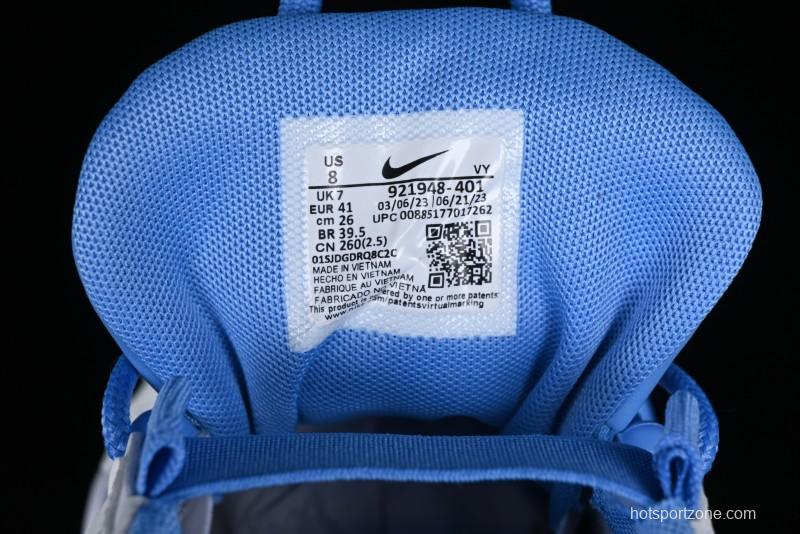 US
8
VY
UK 7
921948-401
EUR 41
03/06/23 06/21/23
cm 26
UPC 00885177017262
BR 39.5
CN 260(2.5)
01SJDGDRQ8C2C
MADE IN VIETNAM
HECHO EN VIETNAM
FABRIQUE AU VIETNAM
FABRICADO VIETNÃ
This product is covered by one or more patents
/patentsvirtualmarking
hotsportzone.com